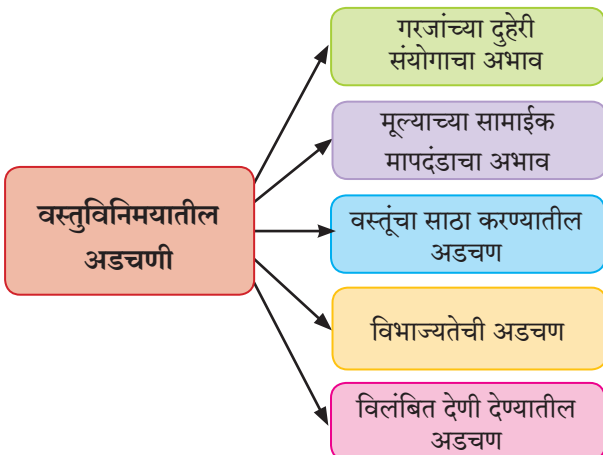 वस्तुविनिमयातील
अडचणी
गरजांच्या दुहेरी
संयोगाचा अभाव
मूल्याच्या सामाईक
मापदंडाचा अभाव
वस्तूंचा साठा करण्यातील
अडचण
विभाज्यतेची अडचण
विलंबित देणी देण्यातील
अडचण